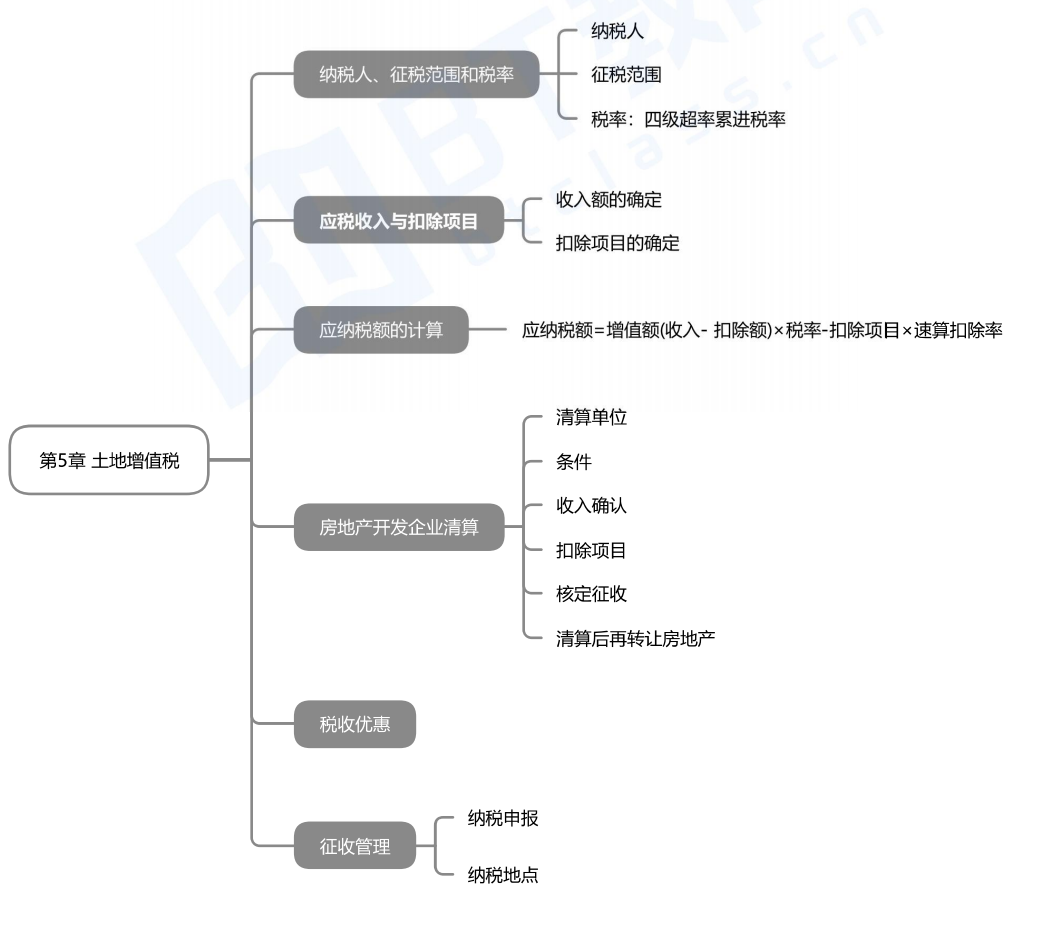 纳税人、征税范围和税率
纳税人
征税范围
税率：四级超率累进税率
应税收入与扣除项目
收入额的确定
扣除项目的确定
应纳税额的计算
应纳税额=增值额(收入- 扣除额)×税率-扣除项目×速算扣除率
第5章 土地增值税
房地产开发企业清算
清算单位
条件
收入确认
扣除项目
核定征收
清算后再转让房地产
税收优惠
征收管理
纳税申报
纳税地点
BT教育
btclass.cn